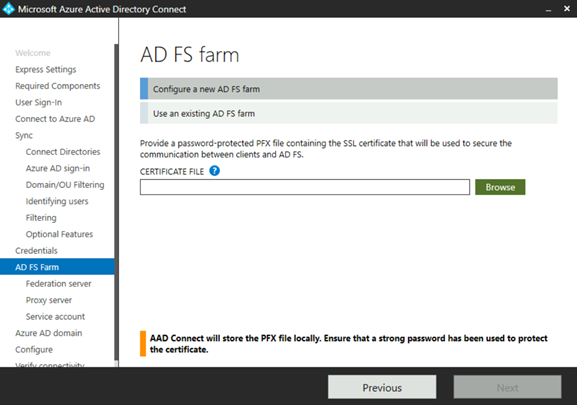 Microsoft Azure Active Directory Connect
Welcome
Express Settings
Required Components
User Sign-In
Connect to Azure AD
Sync
Connect Directories
Azure AD sign-in
Domain/OU Filtering
Identifying users
Filtering
Optional Features
Credentials
AD FS Farm
Federation server
Proxy server
Service account
Azure AD domain
Configure
Verify connectivity
AD FS farm
Configure a new AD FS farm
Use an existing AD FS farm
Provide a password-protected PFX file containing the SSL certificate that will be used to secure the
communication between clients and AD FS.
CERTIFICATE FILE ?
Browse
AAD Connect will store the PFX file locally. Ensure that a strong password has been used to protect
the certificate.
Previous
Next